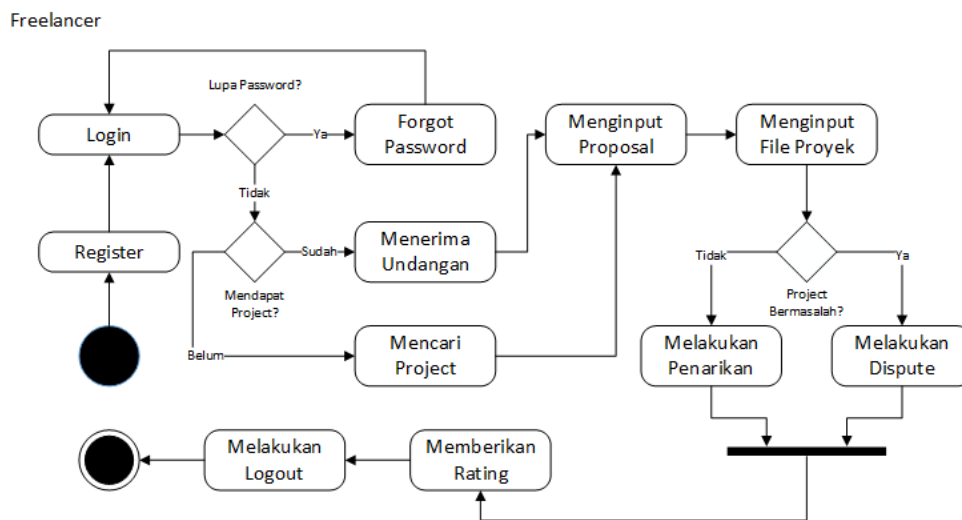 Freelancer
Lupa Password?
Login
Ya
Forgot
Password
Menginput
Proposal
Menginput
File Proyek
Tidak
Register
Sudah
Menerima
Undangan
Mendapat
Project?
Tidak
Ya
Project
Bermasalah?
Belum
Mencari
Project
Melakukan
Penarikan
Melakukan
Dispute
Melakukan
Logout
Memberikan
Rating